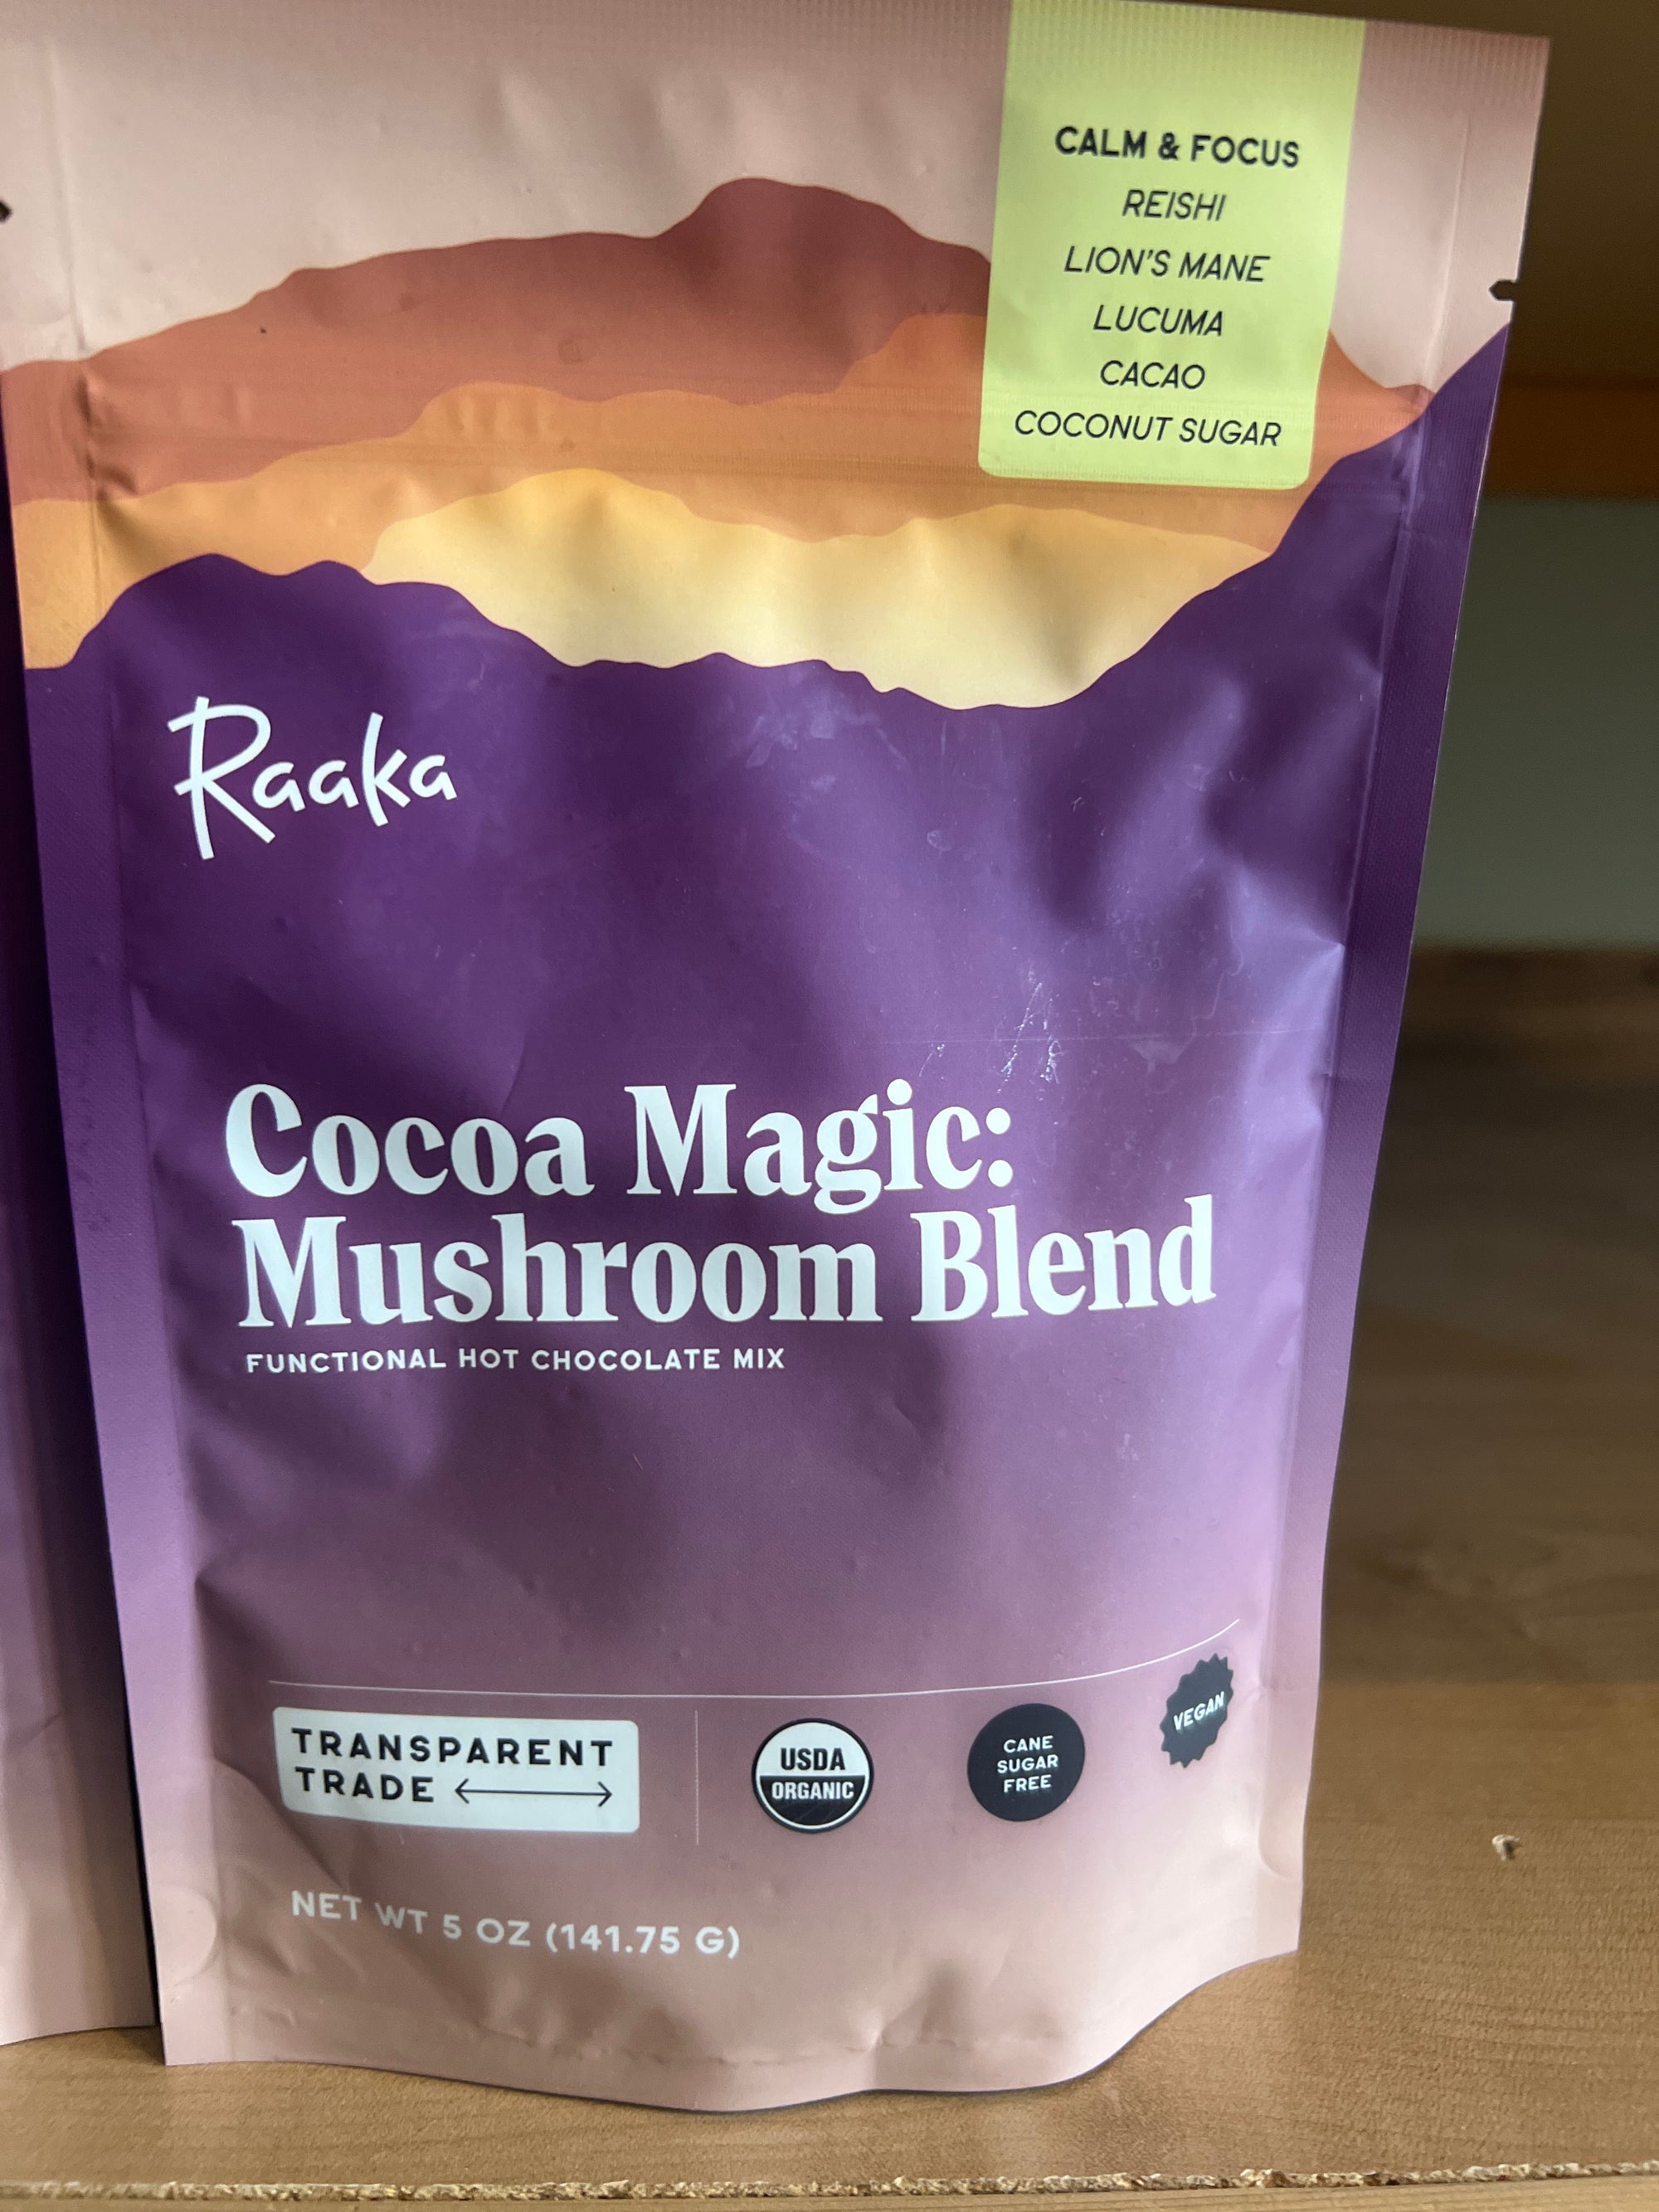 CALM & FOCUS
REISHI
LION'S MANE
LUCUMA
CACAO
COCONUT SUGAR
Raaka
Cocoa Magic:
Mushroom Blend
FUNCTIONAL HOT CHOCOLATE MIX
TRANSPARENT
TRADE
USDA
ORGANIC
CANE
SUGAR
FREE
VEGAN
NET WT 5 OZ (141.75 G)